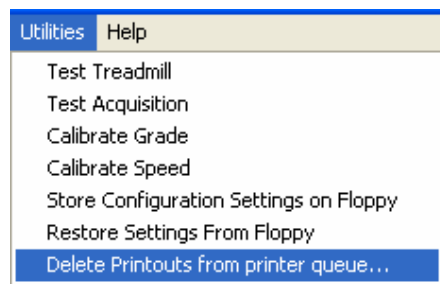 Utilities Help
Test Treadmill
Test Acquisition
Calibrate Grade
Calibrate Speed
Store Configuration Settings on Floppy
Restore Settings From Floppy
Delete Printouts from printer queue...